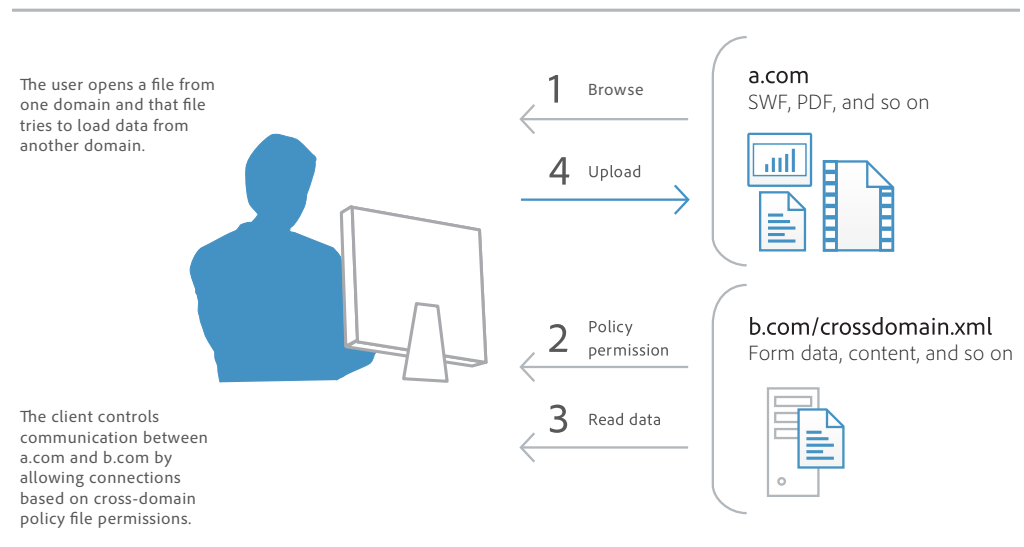 The user opens a file from
one domain and that file
tries to load data from
another domain.
1 Browse
4 Upload
a.com
SWF, PDF, and so on
2 Policy
permission
3 Read data
b.com/crossdomain.xml
Form data, content, and so on
The client controls
communication between
a.com and b.com by
allowing connections
based on cross-domain
policy file permissions.